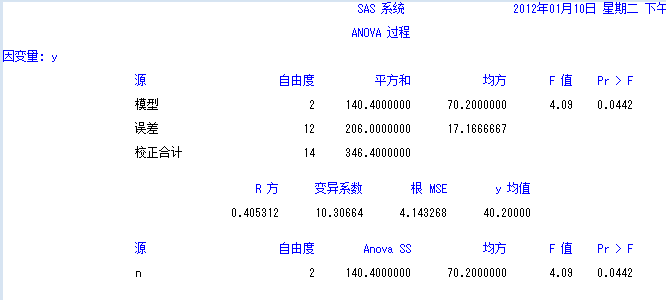 SAS 系统 2012年01月10日 星期二 下午
ANOVA 过程
因变量: y
源 自由度 平方和 均方 F 值 Pr > F
模型 2 140.4000000 70.2000000 4.09 0.0442
误差 12 206.0000000 17.1666667
校正合计 14 346.4000000
R 方 变异系数 根 MSE y 均值
0.405312 10.30664 4.143268 40.20000
源 自由度 Anova SS 均方 F 值 Pr > F
n 2 140.4000000 70.2000000 4.09 0.0442